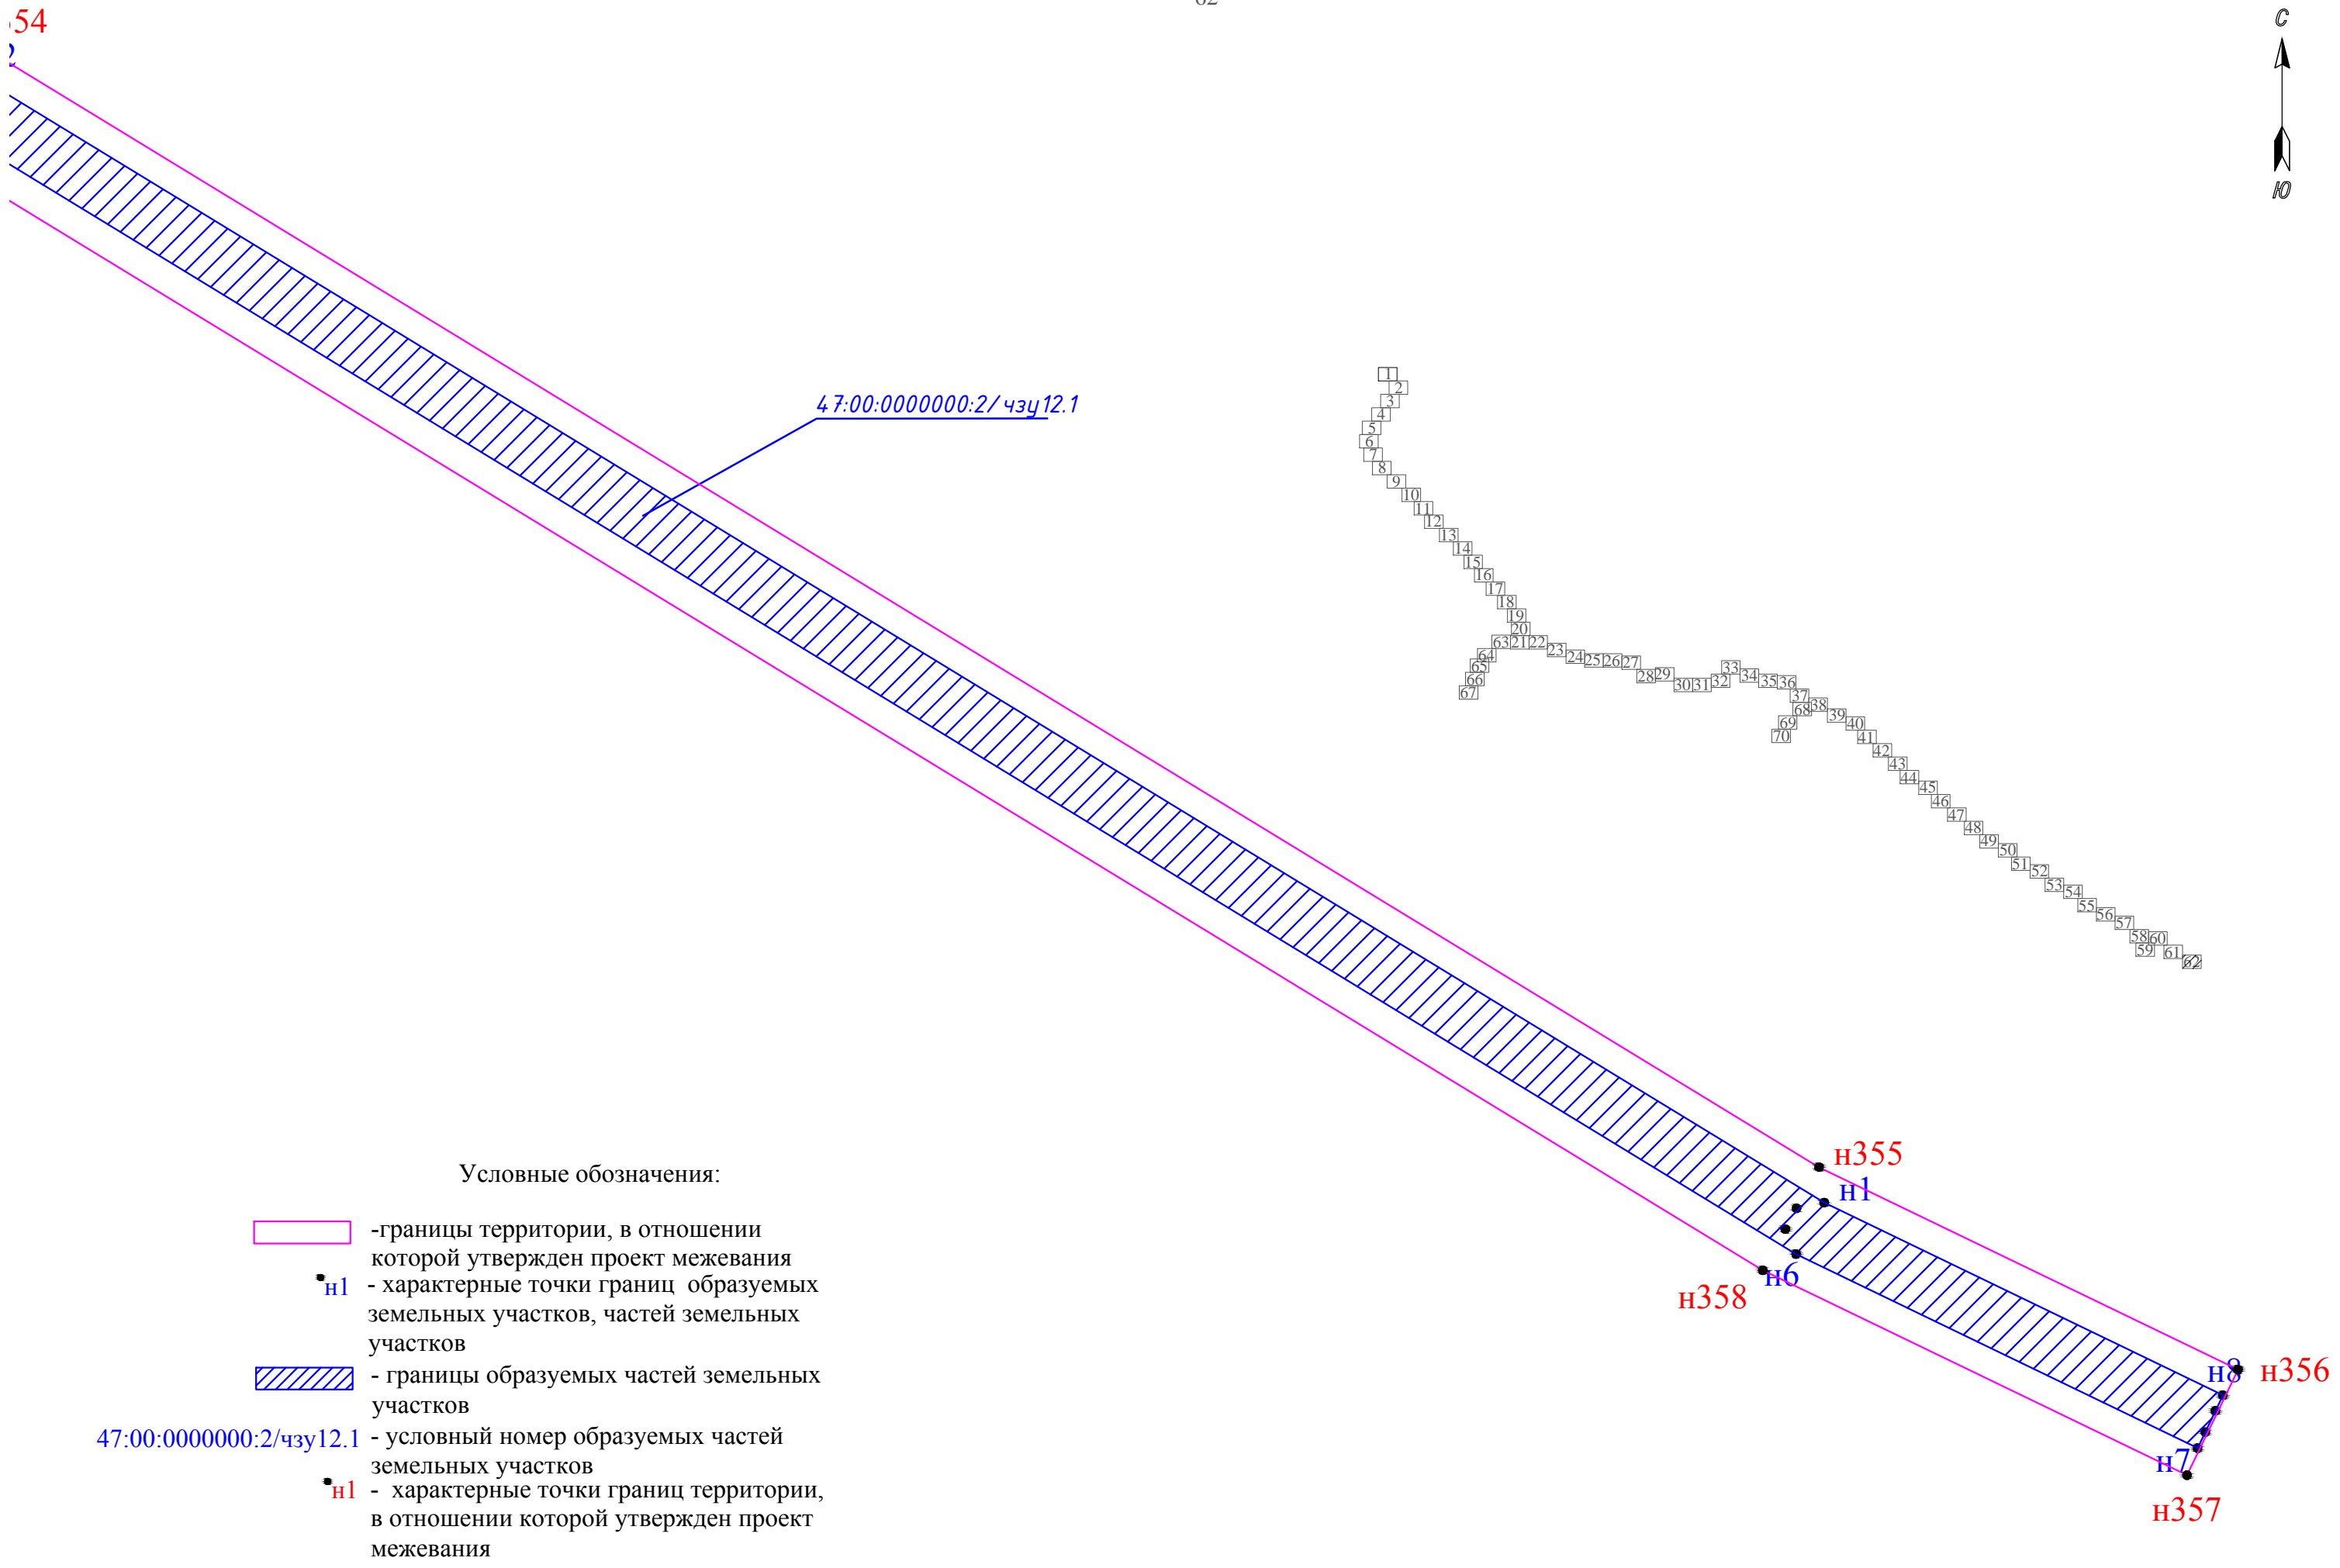 С
Ю
47:00:0000000:2/чзу12.1
1
2
3
4
5
6
7
8
9
10
11
12
13
14
15
16
17
18
19
20
63 21 22
23
64
24 25 26 27
65
28 29
66
67
30 31 32
33
34
35 36
37
68 38
39
69
40
70
41
42
43
44
45
46
47
48
49
50
51
52
53
54
55
56
57
58 60
59 61
62
н355
н1
н6
н358
н8
н356
н7
н357
Условные обозначения:
-границы территории, в отношении
которой утвержден проект межевания
н1 - характерные точки границ образуемых
земельных участков, частей земельных
участков
- границы образуемых частей земельных
участков
47:00:0000000:2/чзу12.1 - условный номер образуемых частей
земельных участков
н1 - характерные точки границ территории,
в отношении которой утвержден проект
межевания